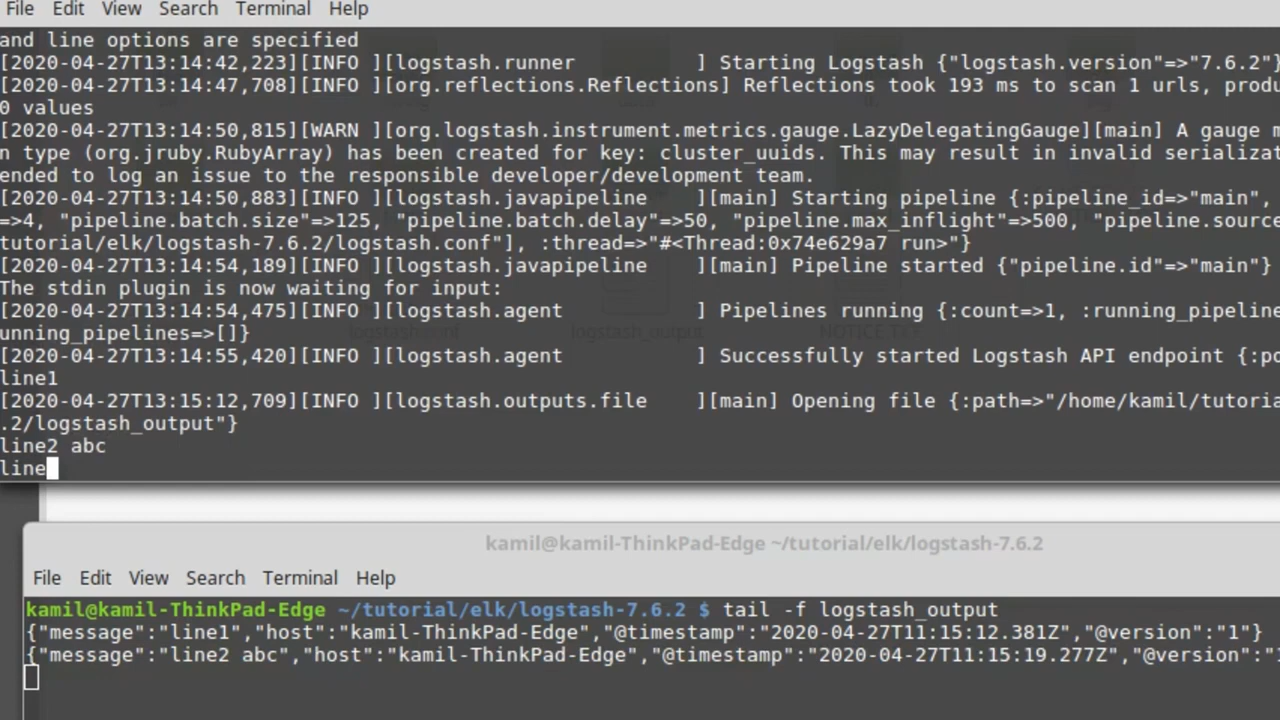 File Edit View Search Terminal Help
and line options are specified
[2020-04-27T13:14:42,223][INFO ][logstash.runner          ] Starting Logstash {"logstash.version"=>"7.6.2"}
[2020-04-27T13:14:47,708][INFO ][org.reflections.Reflections] Reflections took 193 ms to scan 1 urls, produ
0 values
[2020-04-27T13:14:50,815][WARN ][org.logstash.instrument.metrics.gauge.LazyDelegatingGauge][main] A gauge m
n type (org.jruby.RubyArray) has been created for key: cluster_uuids. This may result in invalid serializat
ended to log an issue to the responsible developer/development team.
[2020-04-27T13:14:50,883][INFO ][logstash.javapipeline    ][main] Starting pipeline {:pipeline_id=>"main",
=>4, "pipeline.batch.size"=>125, "pipeline.batch.delay"=>50, "pipeline.max_inflight"=>500, "pipeline.source
tutorial/elk/logstash-7.6.2/logstash.conf"], :thread=>"#<Thread:0x74e629a7 run>"}
[2020-04-27T13:14:54,189][INFO ][logstash.javapipeline    ][main] Pipeline started {"pipeline.id"=>"main"}
The stdin plugin is now waiting for input:
[2020-04-27T13:14:54,475][INFO ][logstash.agent           ] Pipelines running {:count=>1, :running_pipeline
unning_pipelines=>[]}
logstash.conf logstash_output NOTICE.TXT
[2020-04-27T13:14:55,420][INFO ][logstash.agent           ] Successfully started Logstash API endpoint {:po
line1
[2020-04-27T13:15:12,709][INFO ][logstash.outputs.file    ][main] Opening file {:path=>"/home/kamil/tutoria
.2/logstash_output"}
line2 abc
line
kamil@kamil-ThinkPad-Edge ~/tutorial/elk/logstash-7.6.2
File Edit View Search Terminal Help
kamil@kamil-ThinkPad-Edge ~/tutorial/elk/logstash-7.6.2 $ tail -f logstash_output
{"message":"line1","host":"kamil-ThinkPad-Edge","@timestamp":"2020-04-27T11:15:12.381Z","@version":"1"}
{"message":"line2 abc","host":"kamil-ThinkPad-Edge","@timestamp":"2020-04-27T11:15:19.277Z","@version":"